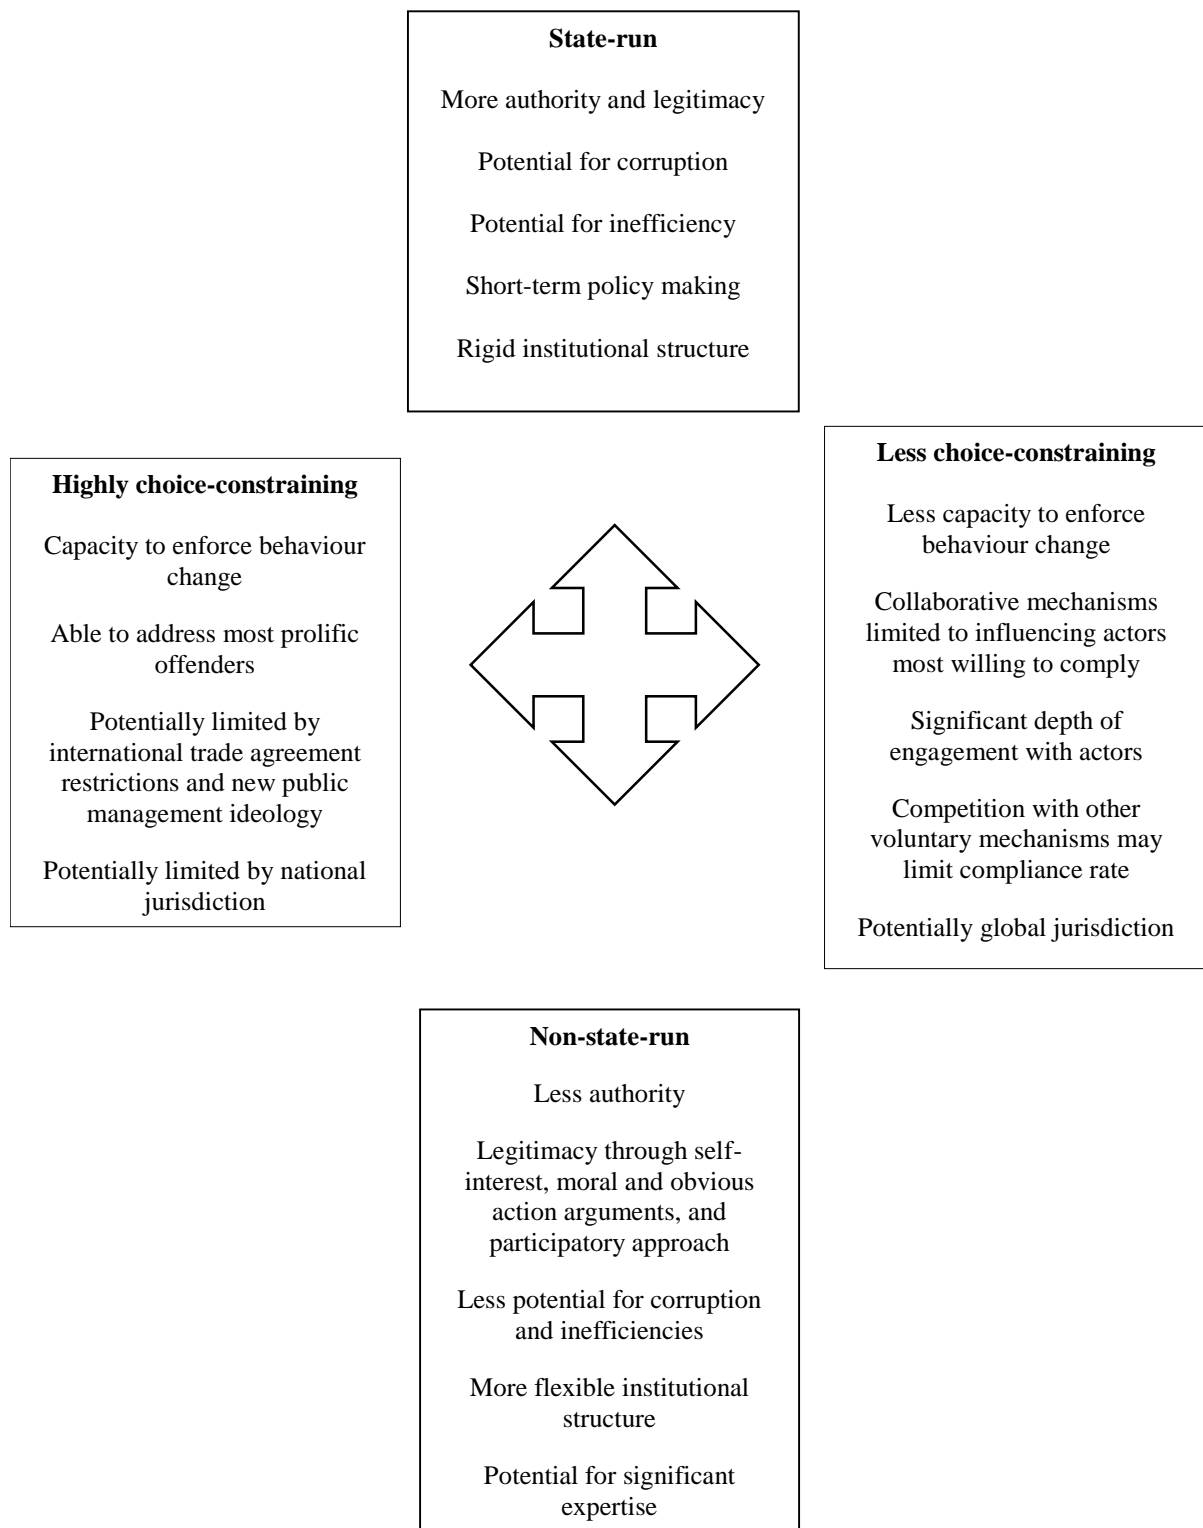 State-run
More authority and legitimacy
Potential for corruption
Potential for inefficiency
Short-term policy making
Rigid institutional structure
Highly choice-constraining
Capacity to enforce behaviour
change
Able to address most prolific
offenders
Potentially limited by
international trade agreement
restrictions and new public
management ideology
Potentially limited by national
jurisdiction
Less choice-constraining
Less capacity to enforce
behaviour change
Collaborative mechanisms
limited to influencing actors
most willing to comply
Significant depth of
engagement with actors
Competition with other
voluntary mechanisms may
limit compliance rate
Potentially global jurisdiction
Non-state-run
Less authority
Legitimacy through self-
interest, moral and obvious
action arguments, and
participatory approach
Less potential for corruption
and inefficiencies
More flexible institutional
structure
Potential for significant
expertise